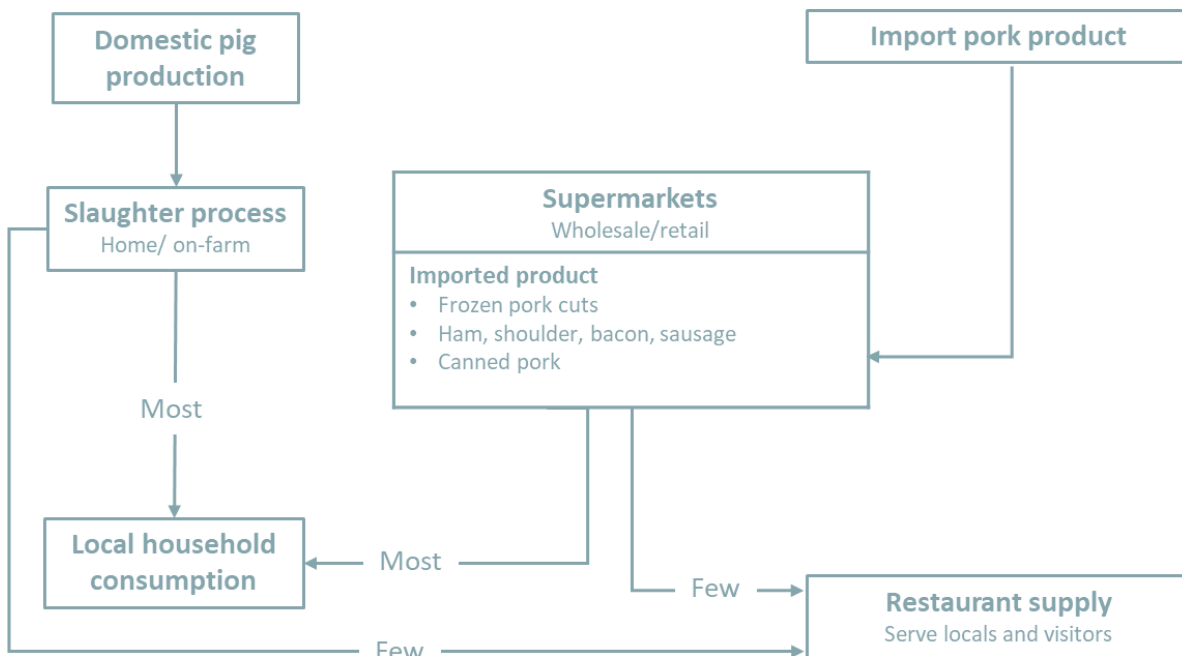 Domestic pig
production
Import pork product
Slaughter process
Home/ on-farm
Supermarkets
Wholesale/retail
Imported product
• Frozen pork cuts
• Ham, shoulder, bacon, sausage
• Canned pork
Most
Local household
consumption
Most
Few
Restaurant supply
Serve locals and visitors
Few